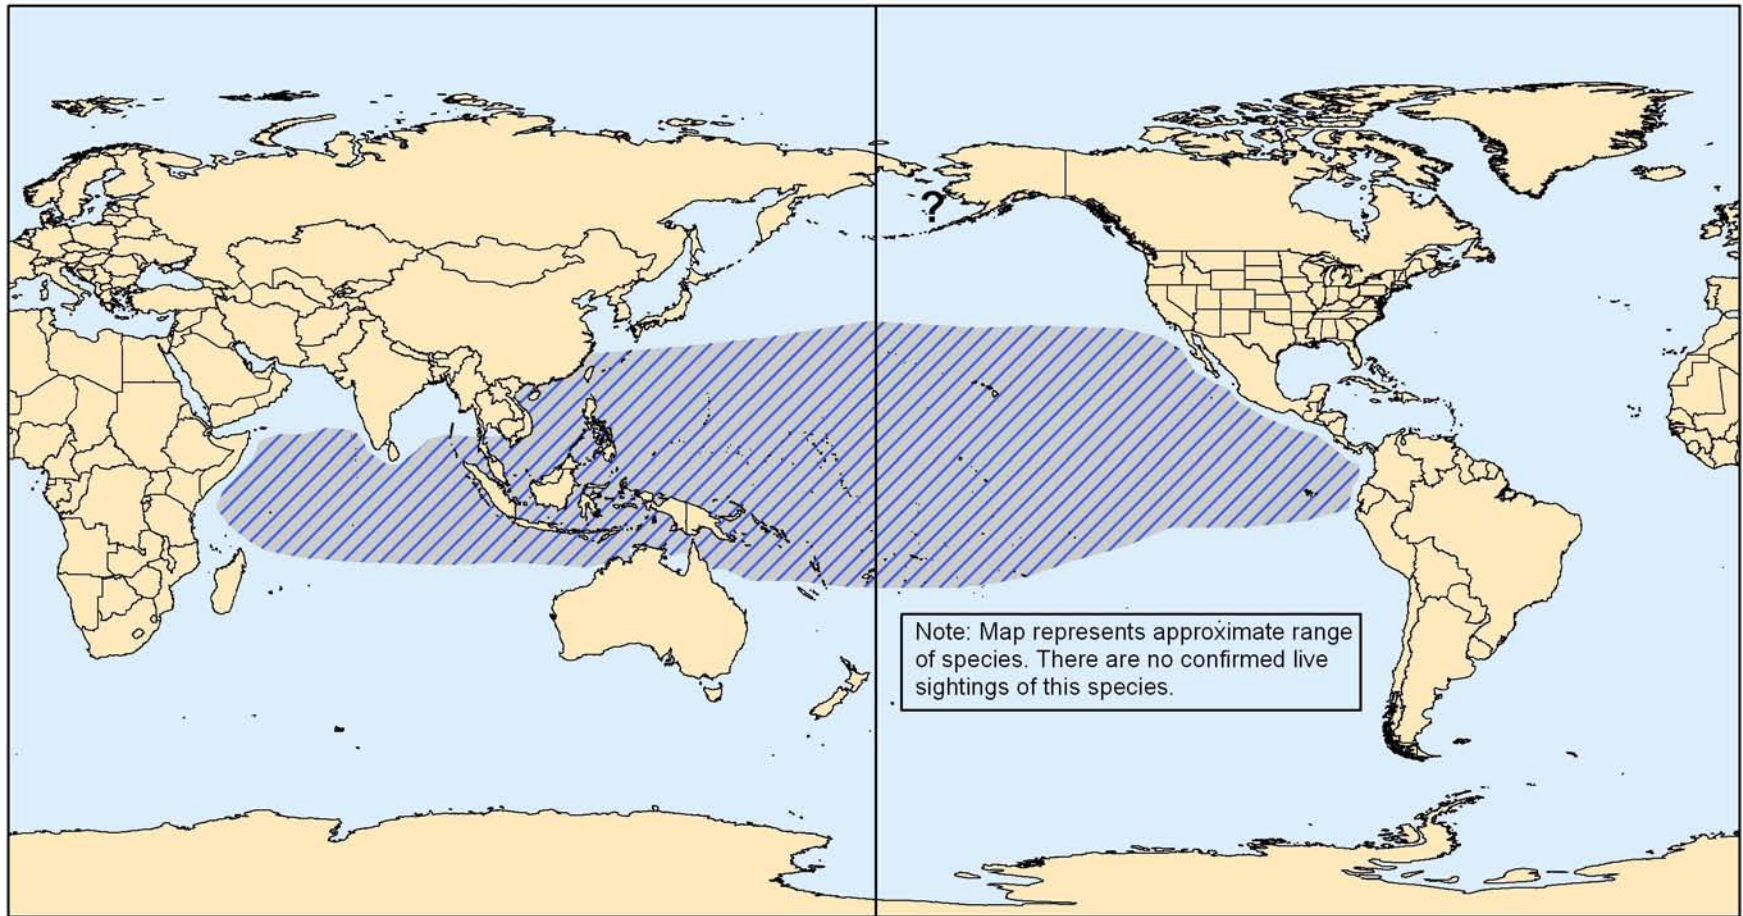 ?
Note: Map represents approximate range
of species. There are no confirmed live
sightings of this species.